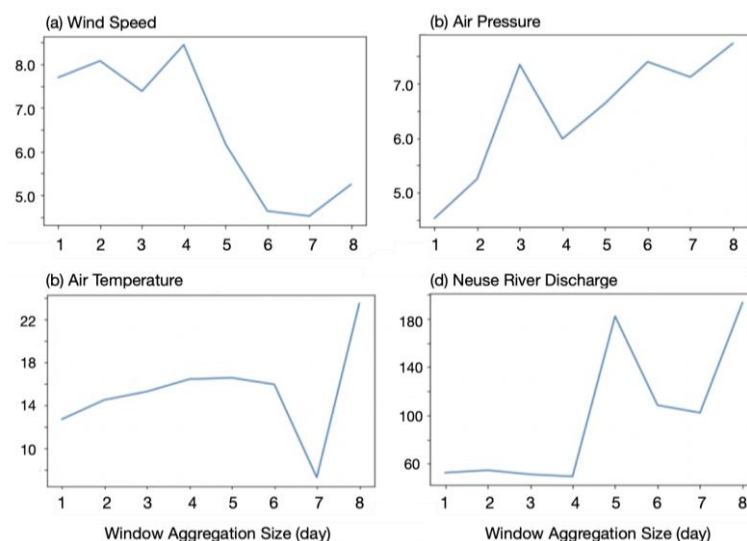 (a) Wind Speed
8.0
7.0
6.0
5.0
1 2 3 4 5 6 7 8
(b) Air Pressure
7.0
6.0
5.0
1 2 3 4 5 6 7 8
(b) Air Temperature
22
18
14
10
1 2 3 4 5 6 7 8
Window Aggregation Size (day)
(d) Neuse River Discharge
180
140
100
60
1 2 3 4 5 6 7 8
Window Aggregation Size (day)